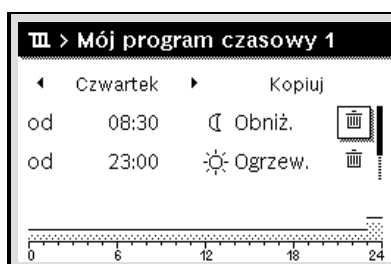 > Mój program czasowy 1
Czwartek Kopiuj
od 08:30 Obniż.
od 23:00 Ogrzew.
0 6 12 18 24